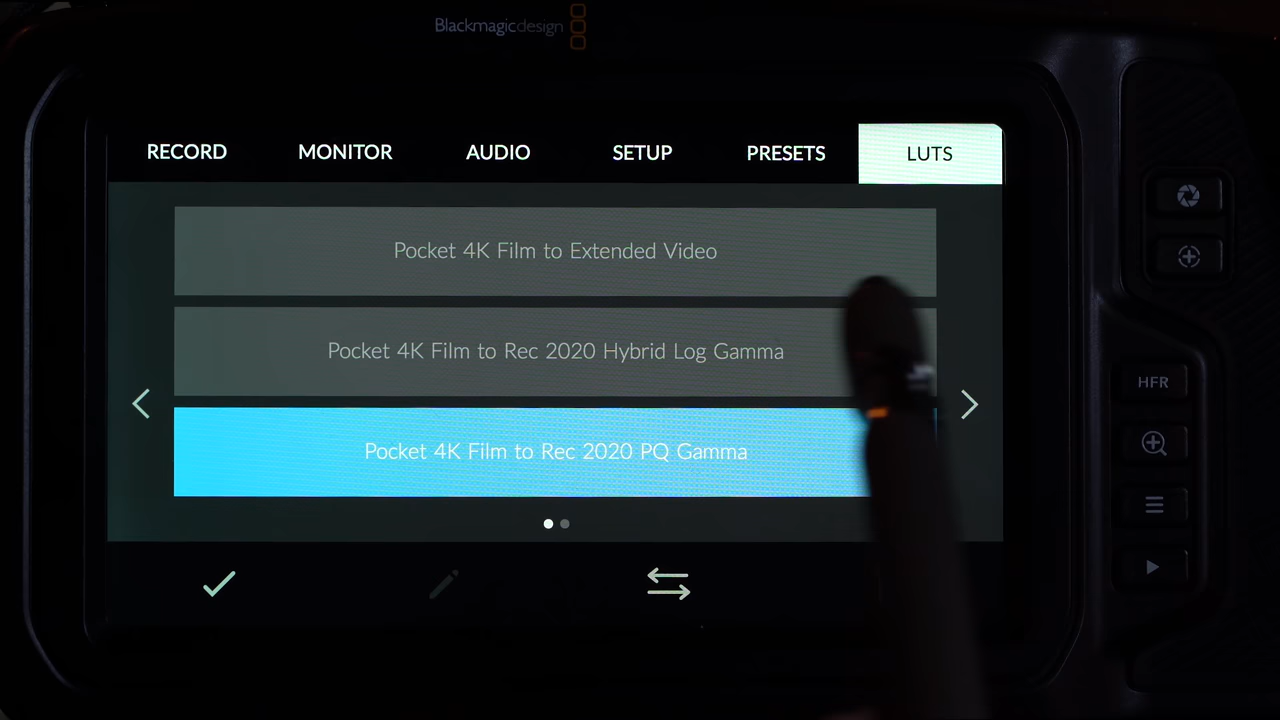 Blackmagicdesign
RECORD MONITOR AUDIO SETUP PRESETS LUTS
Pocket 4K Film to Extended Video
Pocket 4K Film to Rec 2020 Hybrid Log Gamma
HFR
Pocket 4K Film to Rec 2020 PQ Gamma